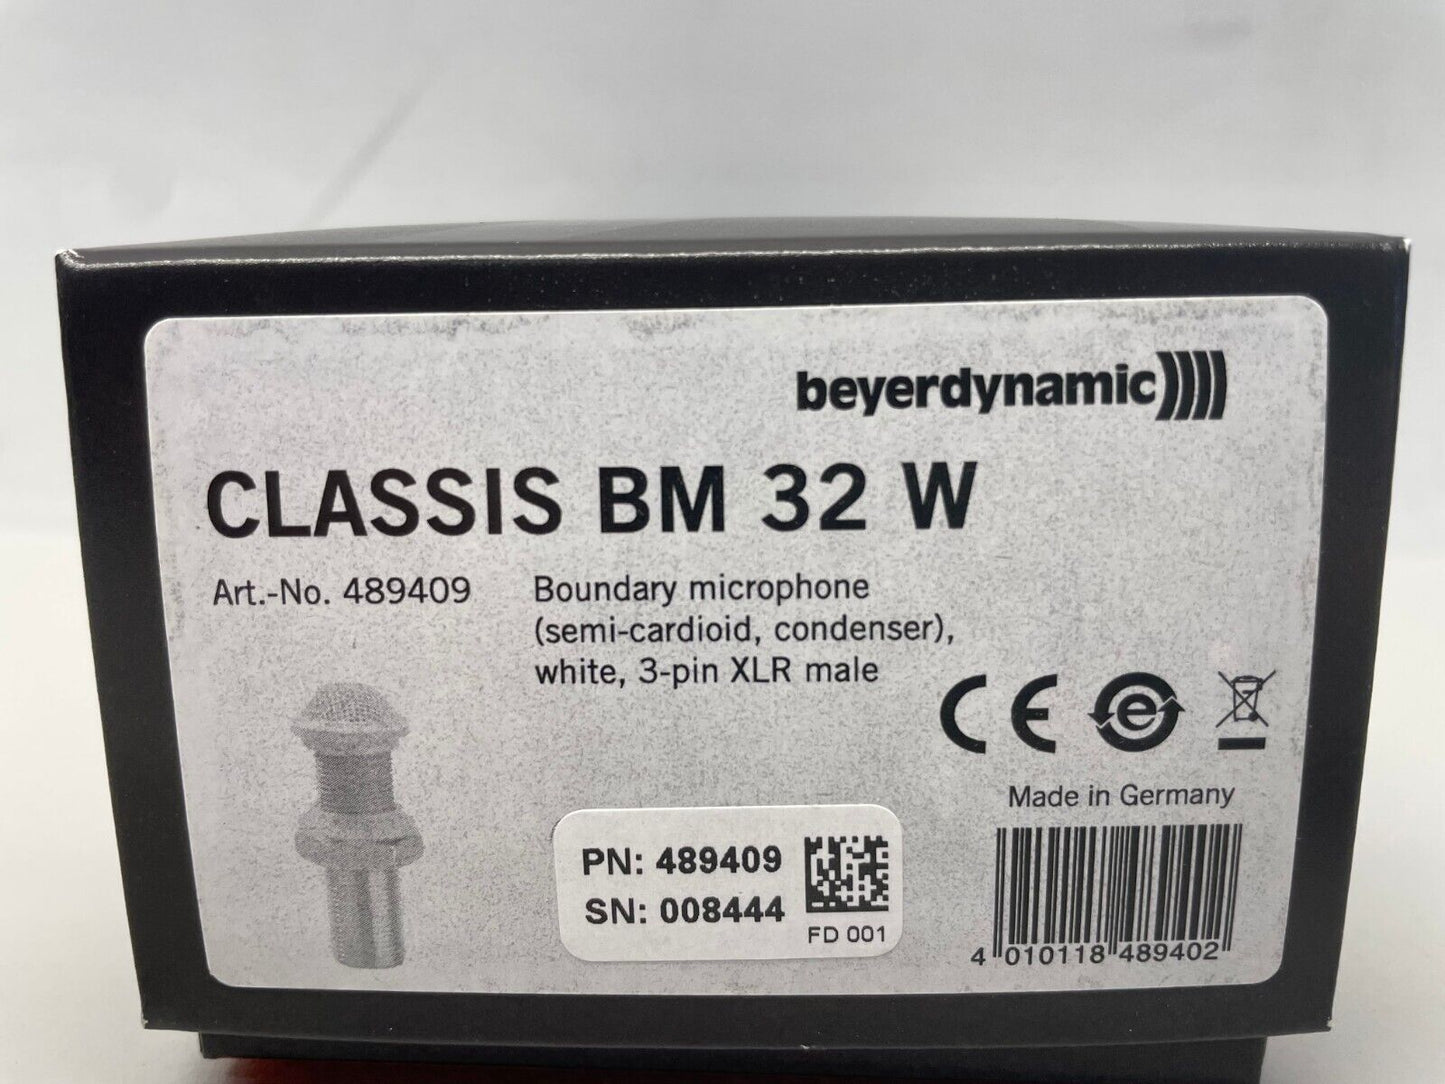 beyerdynamic
CLASSIS BM 32 W
Art.-No. 489409
Boundary microphone
(semi-cardioid, condenser),
white, 3-pin XLR male
CE
e
Made in Germany
PN: 489409
SN: 008444
FD 001
4 010118 489402